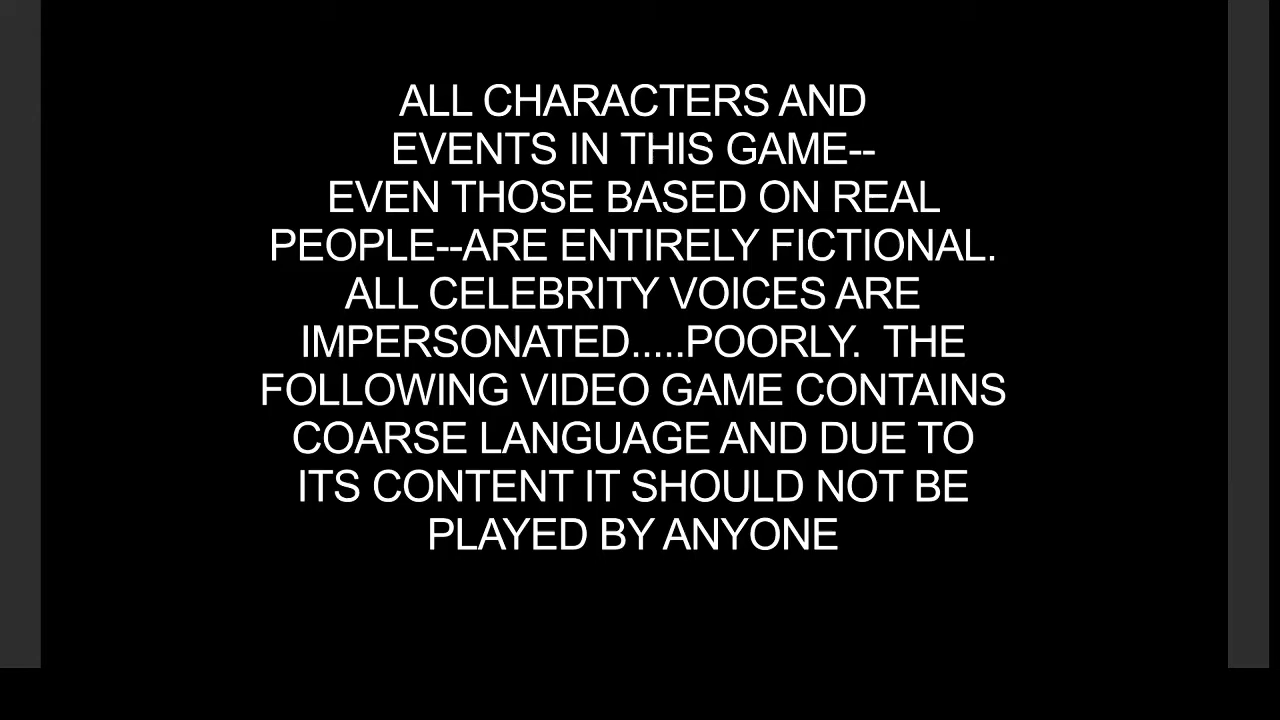 ALL CHARACTERS AND
EVENTS IN THIS GAME--
EVEN THOSE BASED ON REAL
PEOPLE--ARE ENTIRELY FICTIONAL.
ALL CELEBRITY VOICES ARE
IMPERSONATED.....POORLY.  THE
FOLLOWING VIDEO GAME CONTAINS
COARSE LANGUAGE AND DUE TO
ITS CONTENT IT SHOULD NOT BE
PLAYED BY ANYONE